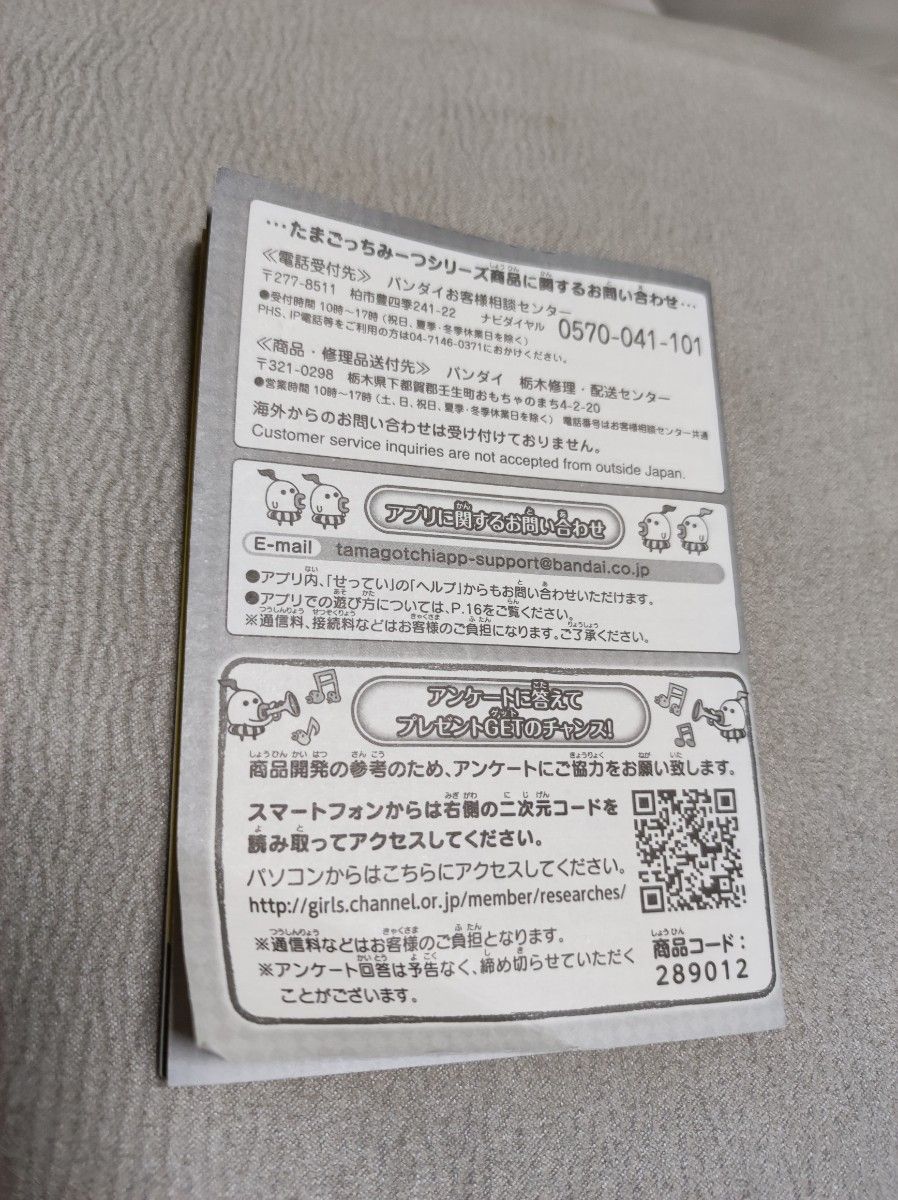 …たまごっちみーつシリーズ商品に関するお問い合わせ…
≪電話受付先≫ バンダイお客様相談センター
〒277-8511 柏市豊四季241-22 ナビダイヤル 0570-041-101
●受付時間 10時～17時（祝日、夏季・冬季休業日を除く）
PHS、IP電話等をご利用の方は04-7146-0371におかけください。
≪商品・修理品送付先≫ バンダイ 栃木修理・配送センター
〒321-0298 栃木県下都賀郡壬生町おもちゃのまち4-2-20
●営業時間 10時～17時（土、日、祝日、夏季・冬季休業日を除く） 電話番号はお客様相談センター共通
海外からのお問い合わせは受け付けておりません。
Customer service inquiries are not accepted from outside Japan.
アプリに関するお問い合わせ
E-mail tamagotchiapp-support@bandai.co.jp
●アプリ内、「せってい」の「ヘルプ」からもお問い合わせいただけます。
●アプリでの遊び方については、P.16をご覧ください。
※通信料、接続料などはお客様のご負担になります。ご了承ください。
アンケートに答えて
プレゼントGETのチャンス!
商品開発の参考のため、アンケートにご協力をお願い致します。
スマートフォンからは右側の二次元コードを
読み取ってアクセスしてください。
パソコンからはこちらにアクセスしてください。
http://girls.channel.or.jp/member/researches/
※通信料などはお客様のご負担となります。
※アンケート回答は予告なく、締め切らせていただく
ことがございます。
商品コード：
289012